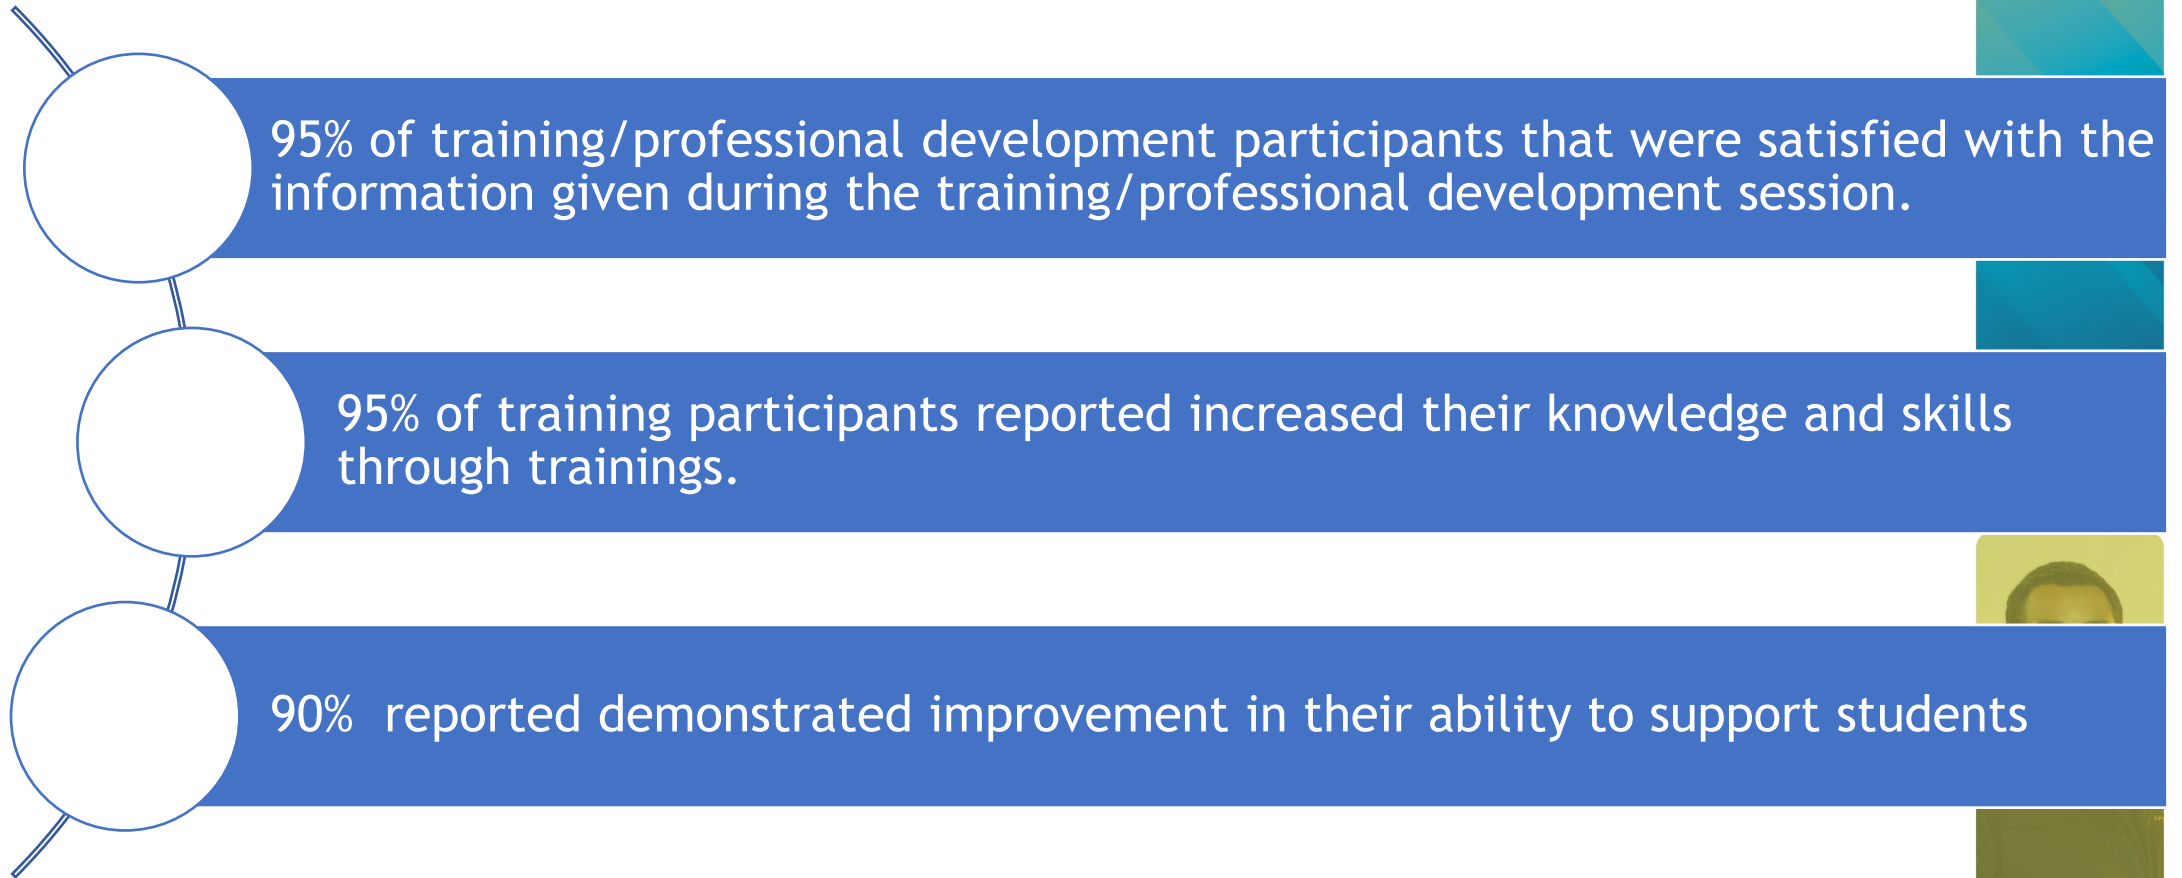 95% of training/professional development participants that were satisfied with the
information given during the training/professional development session.
95% of training participants reported increased their knowledge and skills
through trainings.
90%  reported demonstrated improvement in their ability to support students